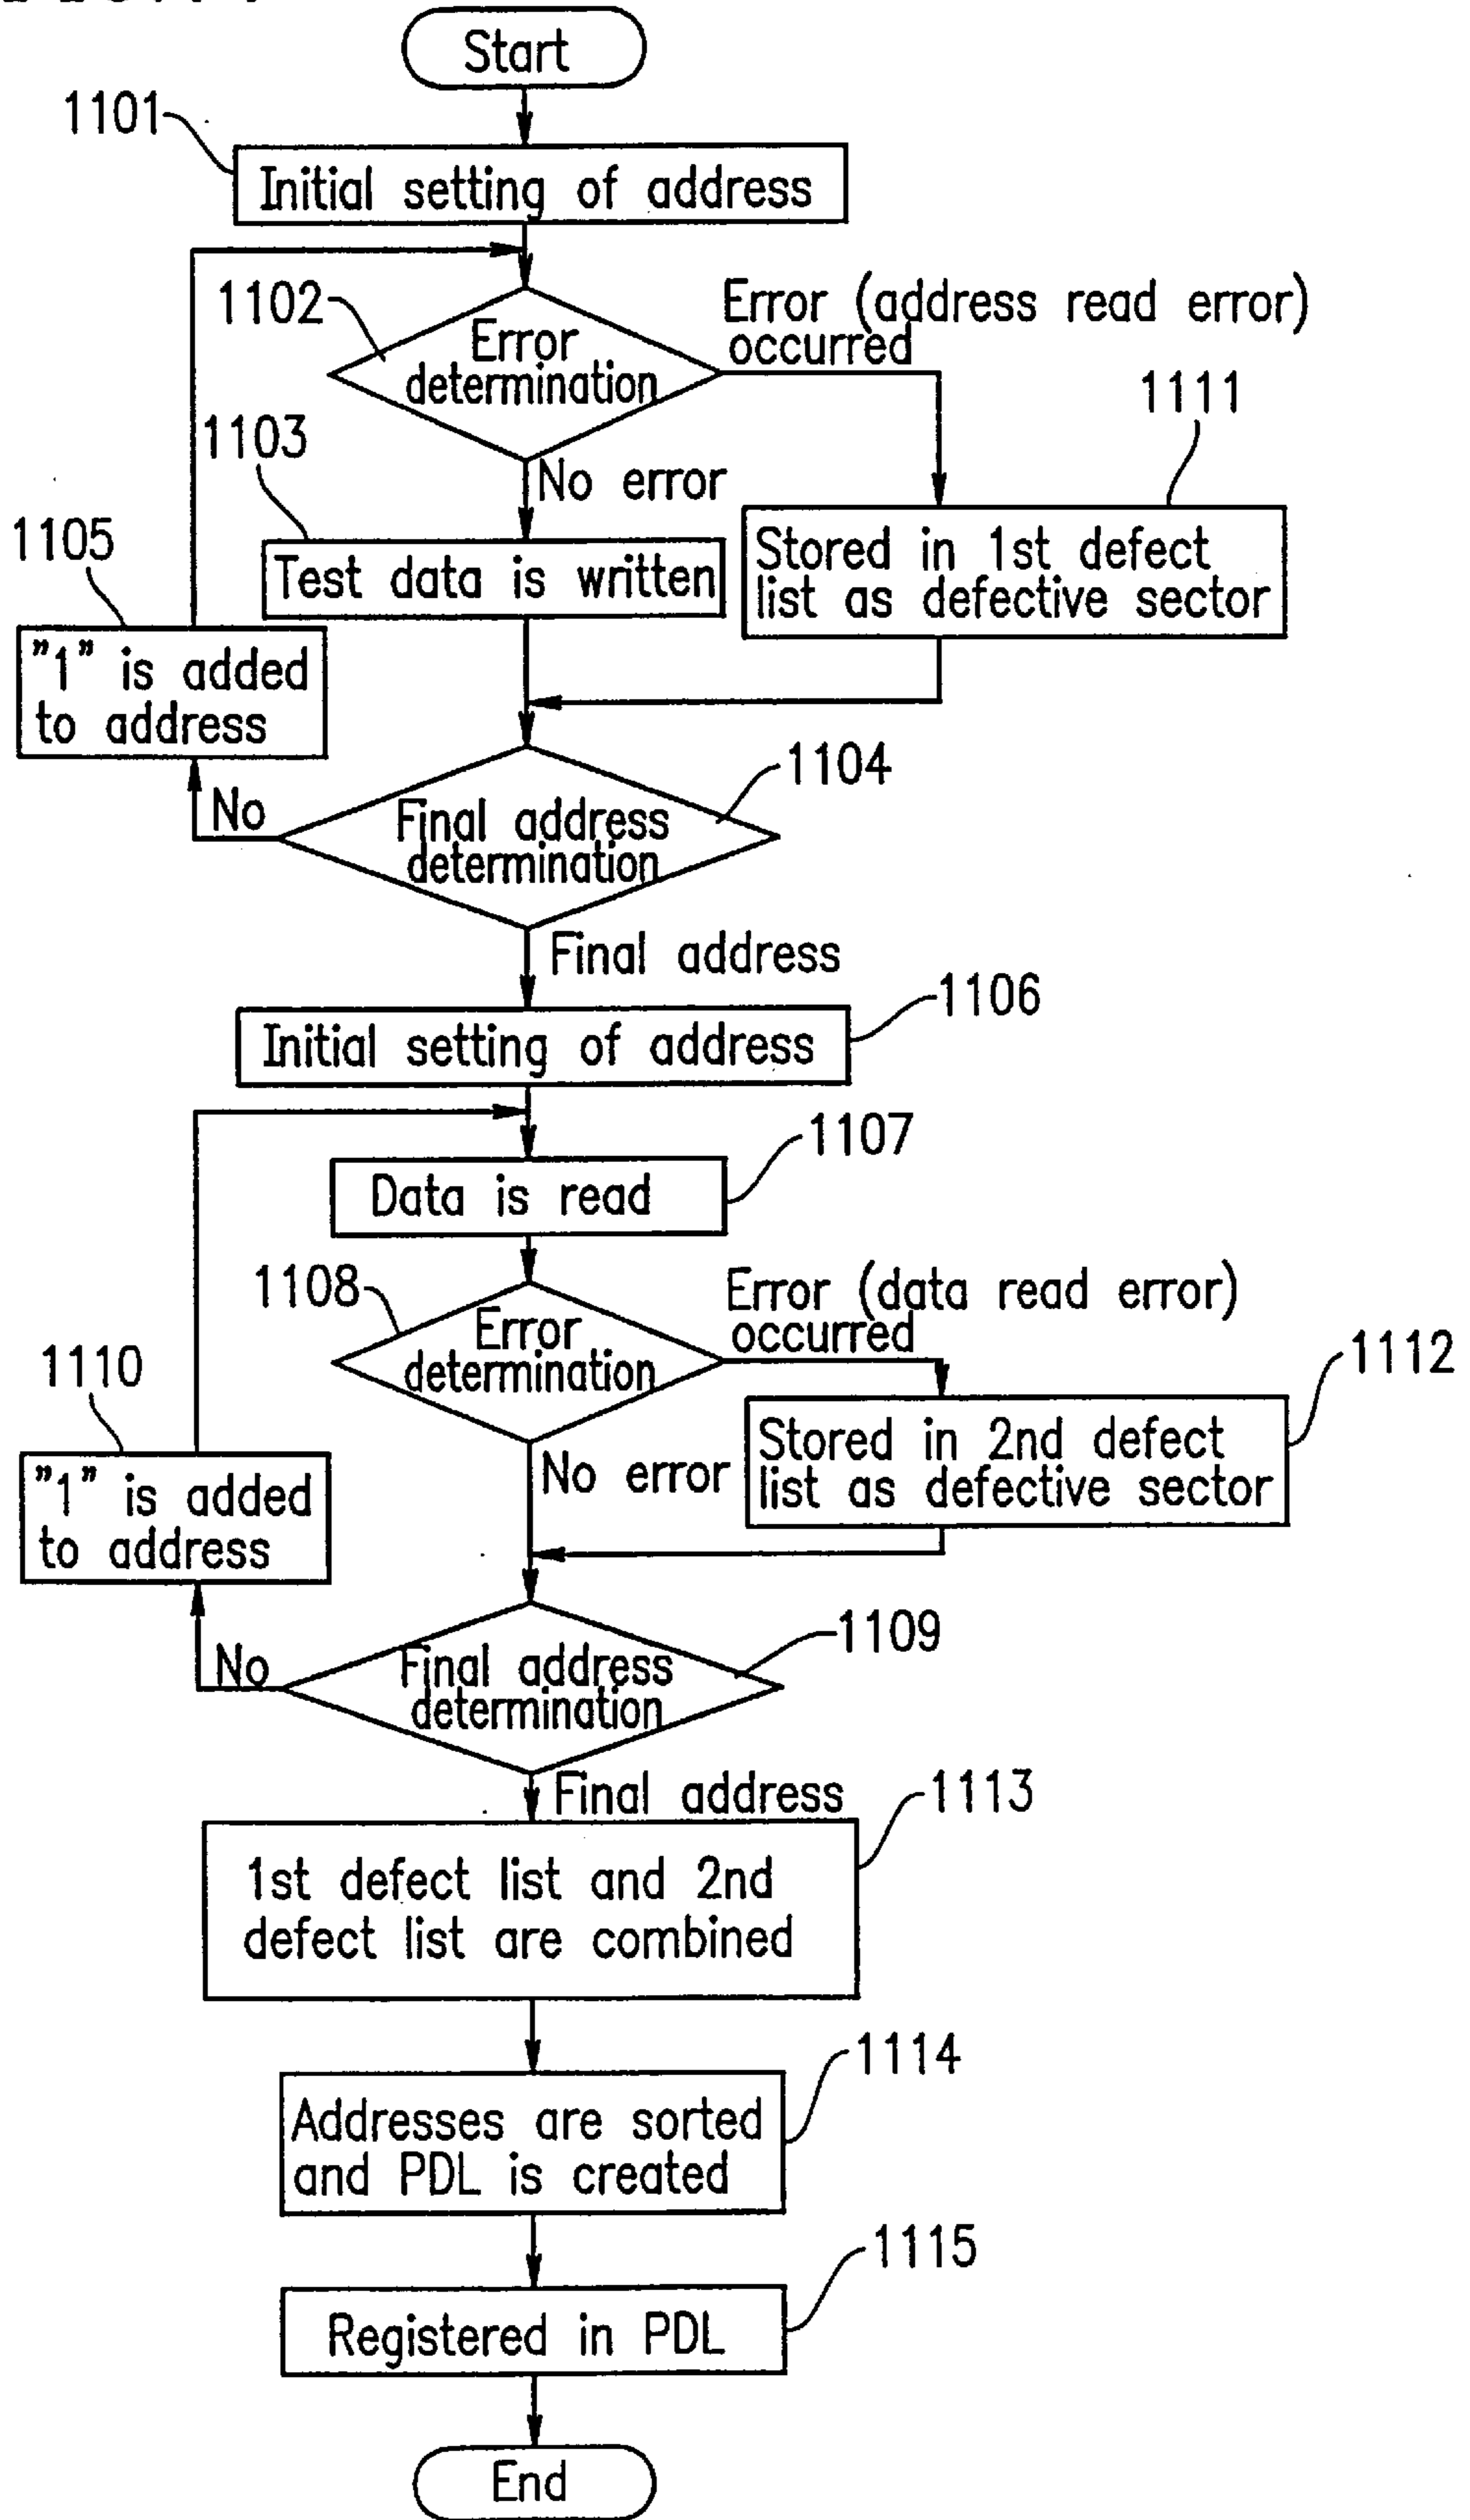 Start
1101
Initial setting of address
1102
Error
determination
Error (address read error)
occurred
1111
1103
No error
1105
Test data is written
Stored in 1st defect
list as defective sector
"1" is added
to address
1104
No
Final address
determination
Final address
1106
Initial setting of address
1107
Data is read
1108
Error
determination
Error (data read error)
occurred
1112
1110
No error
Stored in 2nd defect
list as defective sector
"1" is added
to address
1109
No
Final address
determination
Final address
1113
1st defect list and 2nd
defect list are combined
1114
Addresses are sorted
and PDL is created
1115
Registered in PDL
End